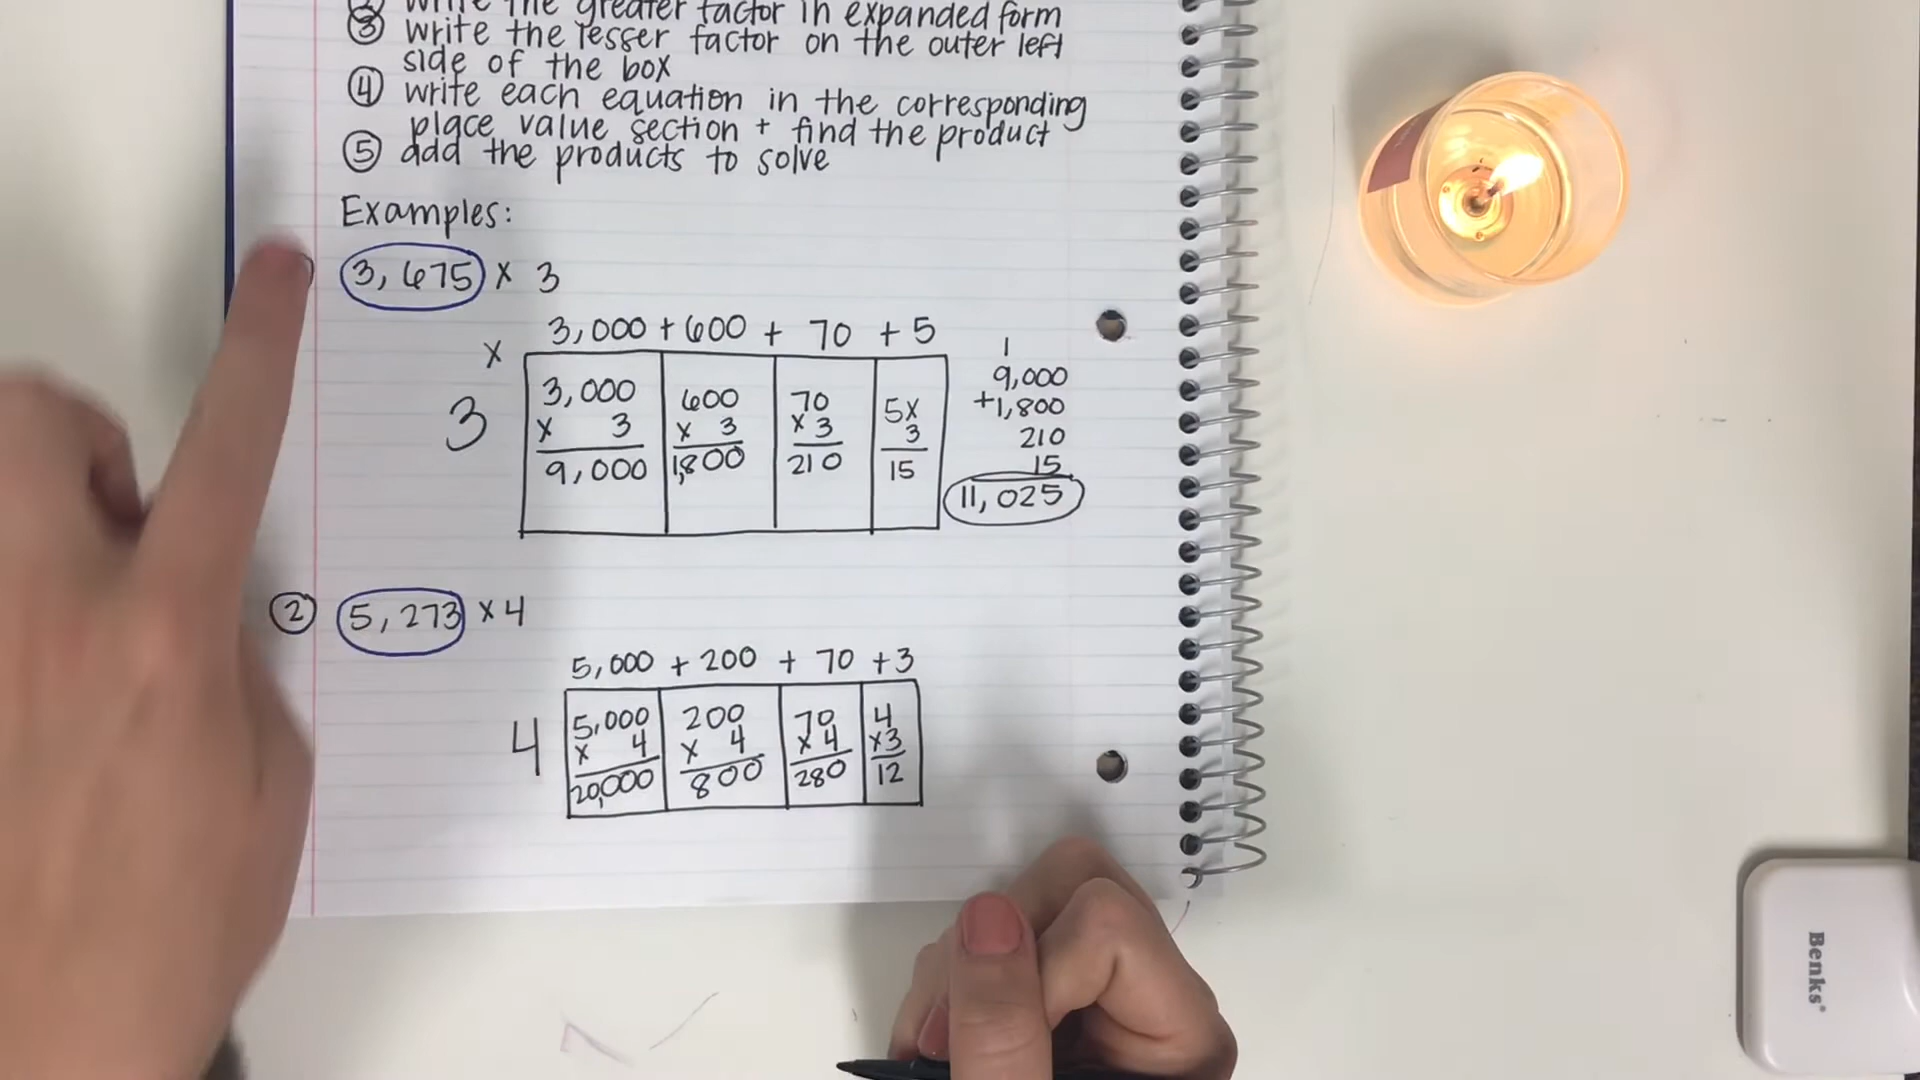 ② write the greater factor in expanded form
③ write the lesser factor on the outer left
side of the box
④ write each equation in the corresponding
place value section + find the product
⑤ add the products to solve
Examples:
3,675 x 3
3,000 + 600 + 70 + 5
x
3
3,000
x 3
9,000
600
x 3
1,800
70
x 3
210
5x
3
15
1
9,000
+1,800
210
15
11,025
② 5,273 x 4
5,000 + 200 + 70 + 3
4
5,000
x 4
20,000
200
x 4
800
70
x 4
280
4
x3
12
Benks®